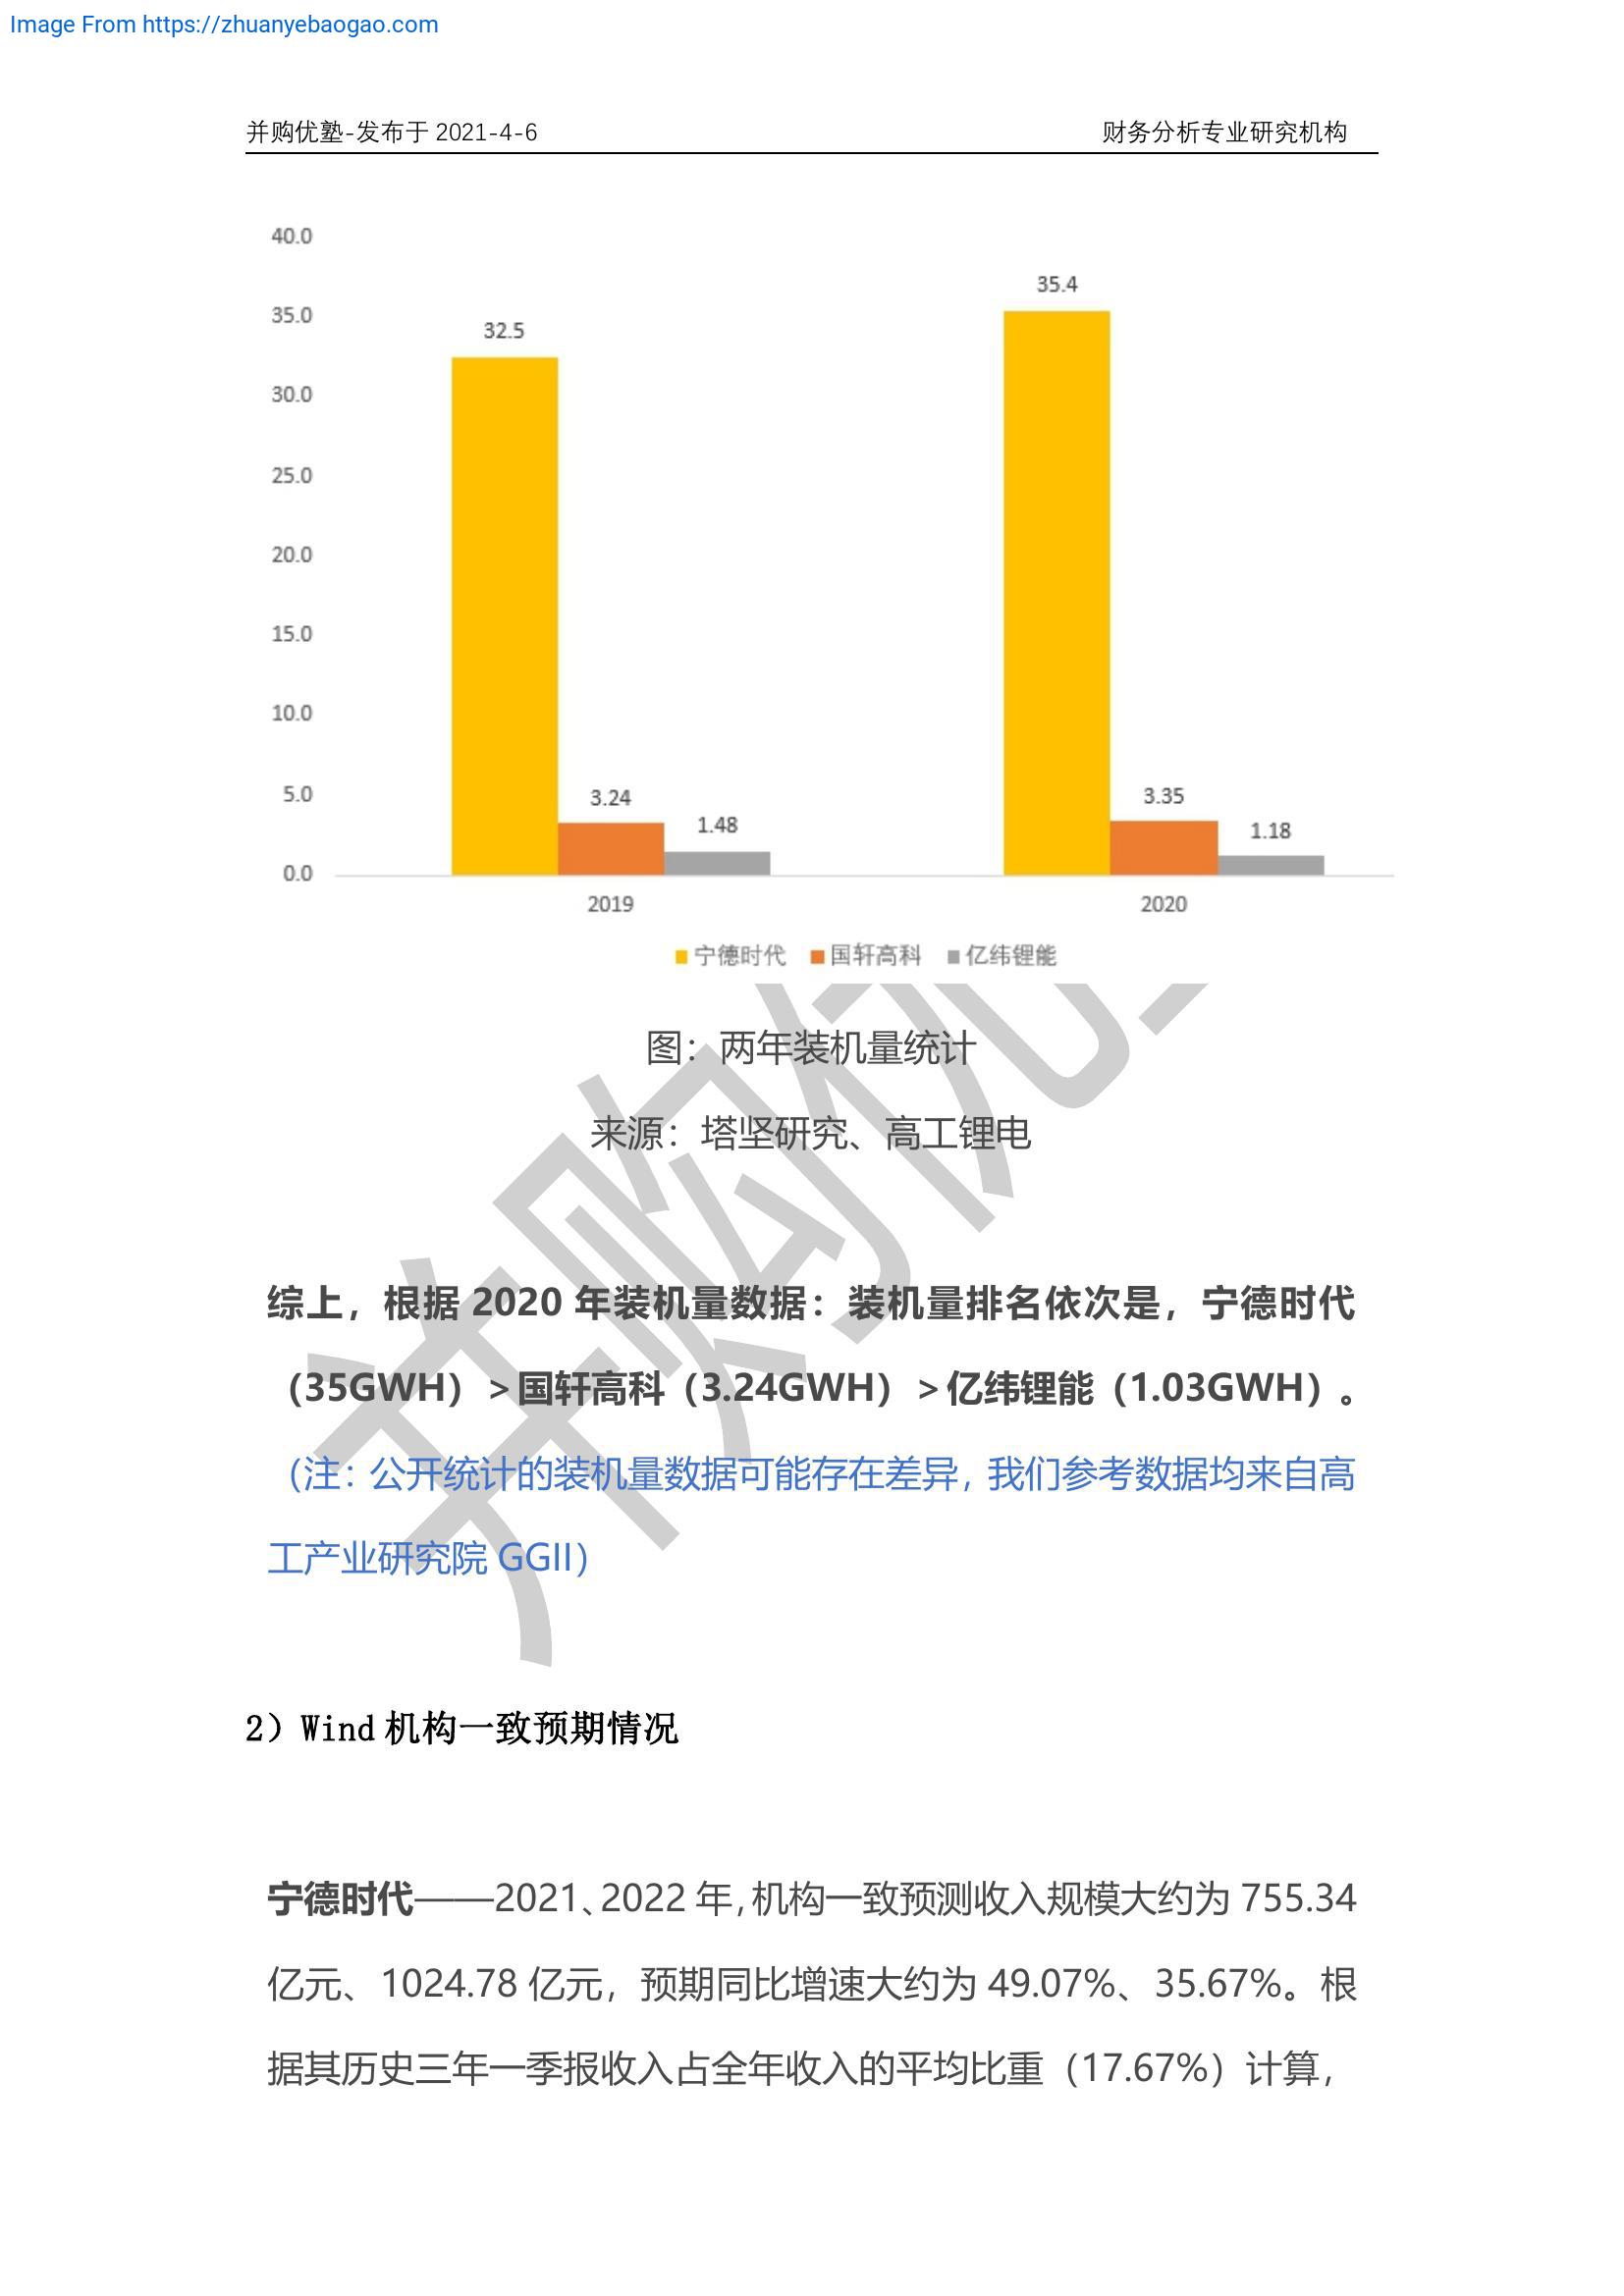 Image From https://zhuanyebaogao.com
并购优塾-发布于 2021-4-6 财务分析专业研究机构
40.0
35.0
30.0
25.0
20.0
15.0
10.0
5.0
0.0
32.5
3.24
1.48
35.4
3.35
1.18
2019 2020
宁德时代 国轩高科 亿纬锂能
图：两年装机量统计
来源：塔坚研究、高工锂电
综上，根据 2020 年装机量数据：装机量排名依次是，宁德时代
（35GWH）＞国轩高科（3.24GWH）＞亿纬锂能（1.03GWH）。
（注：公开统计的装机量数据可能存在差异，我们参考数据均来自高
工产业研究院 GGII）
2）Wind 机构一致预期情况
宁德时代——2021、2022 年，机构一致预测收入规模大约为 755.34
亿元、1024.78 亿元，预期同比增速大约为 49.07%、35.67%。根
据其历史三年一季报收入占全年收入的平均比重（17.67%）计算，
并购优